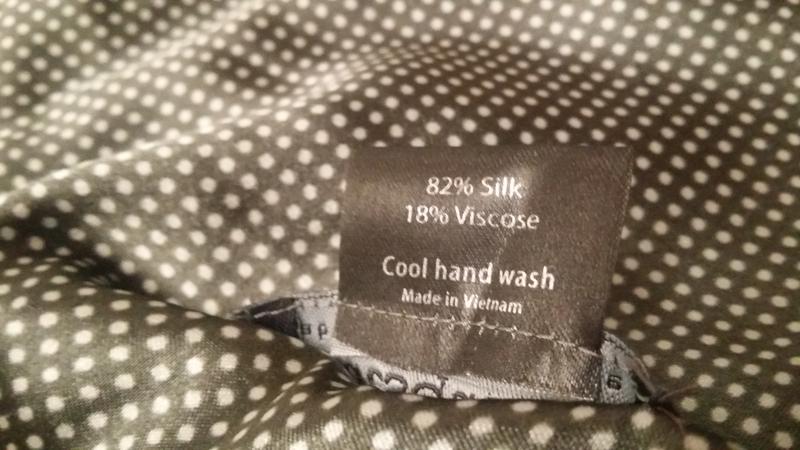 82% Silk
18% Viscose
Cool hand wash
Made in Vietnam